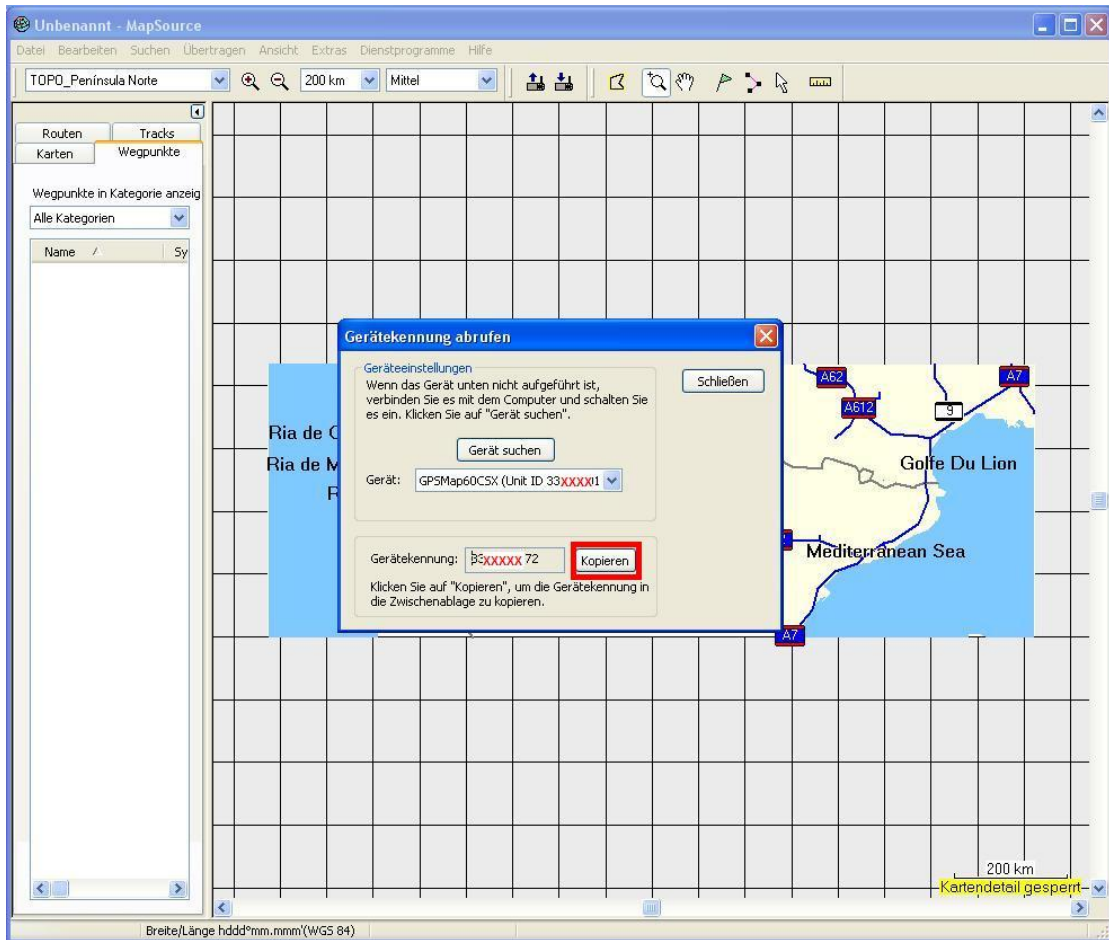 Unbenannt - MapSource
Datei Bearbeiten Suchen Übertragen Ansicht Extras Dienstprogramme Hilfe
TOPO_Península Norte 200 km Mittel
Routen Tracks
Karten Wegpunkte
Wegpunkte in Kategorie anzeig
Alle Kategorien
Name Sy
Gerätekennung abrufen
Geräteeinstellungen
Wenn das Gerät unten nicht aufgeführt ist,
verbinden Sie es mit dem Computer und schalten Sie
es ein. Klicken Sie auf "Gerät suchen".
Schließen
Gerät suchen
Gerät: GPSMap60CSX (Unit ID 33XXXX)1
Gerätekennung: 33XXXXX 72 Kopieren
Klicken Sie auf "Kopieren", um die Gerätekennung in
die Zwischenablage zu kopieren.
Ria de
Ria de M
R
A62 A7
A612 9
Golfe Du Lion
Mediterranean Sea
A7
200 km
Kartendetail gesperrt
Breite/Länge hddd°mm.mmm'(WGS 84)